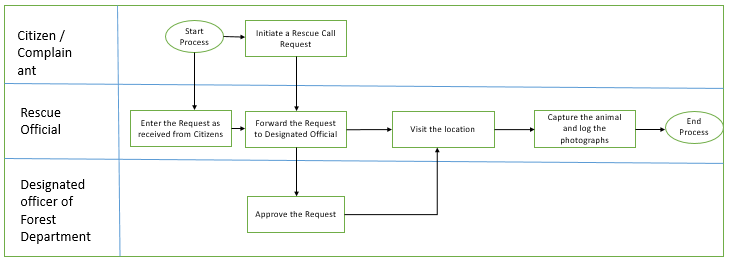 Citizen /
Complain
ant
Start
Process
Initiate a Rescue Call
Request
Rescue
Official
Enter the Request as
received from Citizens
Forward the Request
to Designated Official
Visit the location
Capture the animal
and log the
photographs
End
Process
Designated
officer of
Forest
Department
Approve the Request